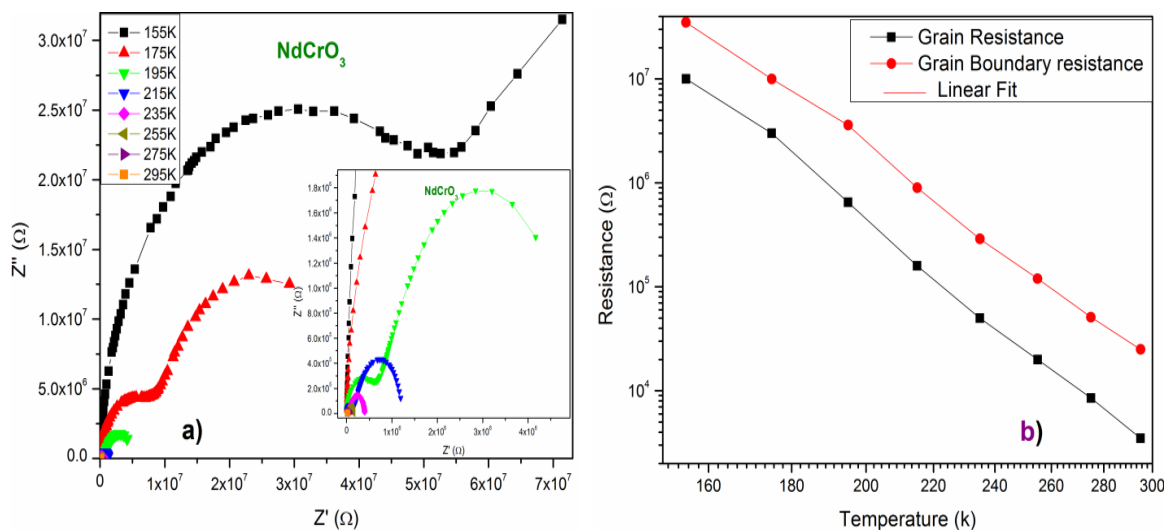 NdCrO3
155K
175K
195K
215K
235K
255K
275K
295K
3.0x10^7
2.5x10^7
2.0x10^7
1.5x10^7
1.0x10^7
5.0x10^6
0.0
Z'' (Ω)
0 1x10^7 2x10^7 3x10^7 4x10^7 5x10^7 6x10^7 7x10^7
Z' (Ω)
a)
NdCrO3
Z'' (Ω)
0.0
Z' (Ω)
Grain Resistance
Grain Boundary resistance
Linear Fit
10^7
10^6
10^5
10^4
Resistance (Ω)
160 180 200 220 240 260 280 300
Temperature (k)
b)